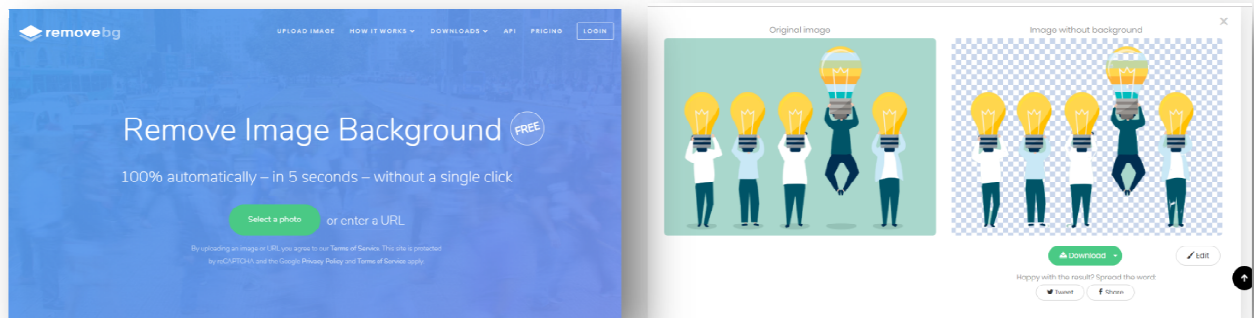 removebg
UPLOAD IMAGE HOW IT WORKS DOWNLOADS API PRICING LOGIN
Remove Image Background FREE
100% automatically – in 5 seconds – without a single click
Select a photo or enter a URL
By uploading an image or URL you agree to our Terms of Service. This site is protected
by reCAPTCHA and the Google Privacy Policy and Terms of Service apply
Original image
Image without background
Download
Edit
Happy with the result? Spread the word:
Tweet
Share